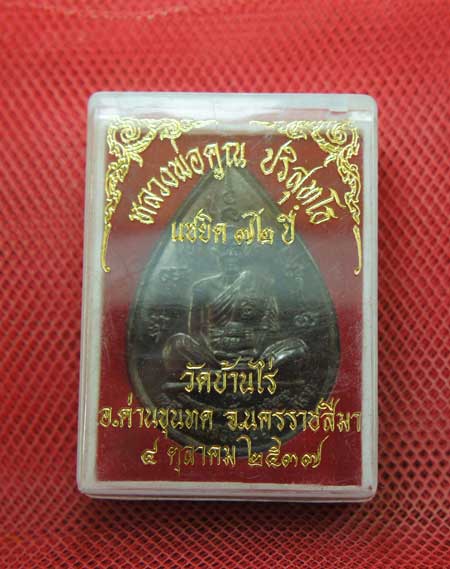 หลวงพ่อคูณ ปริสุทโธ
แซยิด ๗๒ ปี
วัดบ้านไร่
อ.ด่านขุนทด จ.นครราชสีมา
๔ ตุลาคม ๒๕๓๗